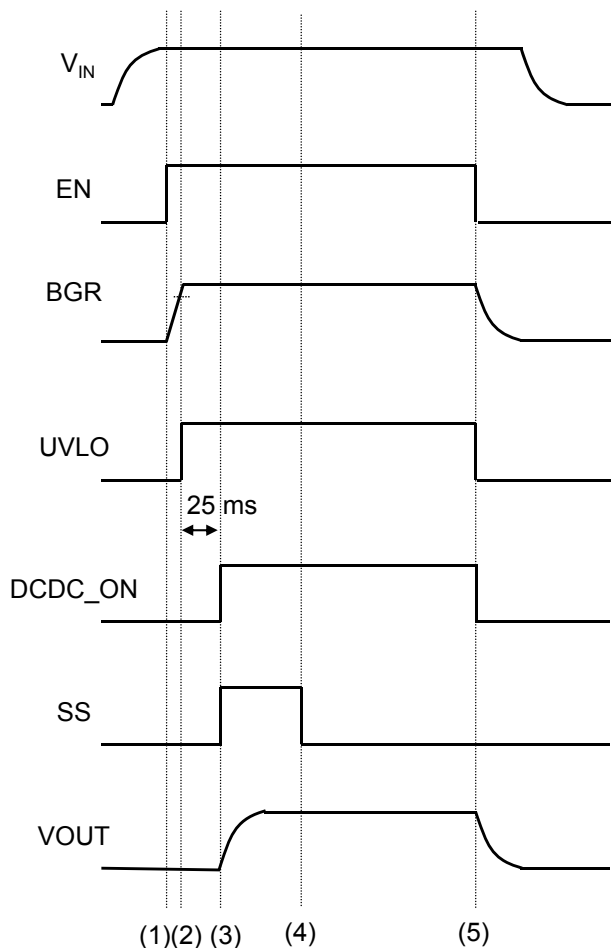 V_IN
EN
BGR
UVLO
25 ms
DCDC_ON
SS
VOUT
(1)(2) (3) (4) (5)